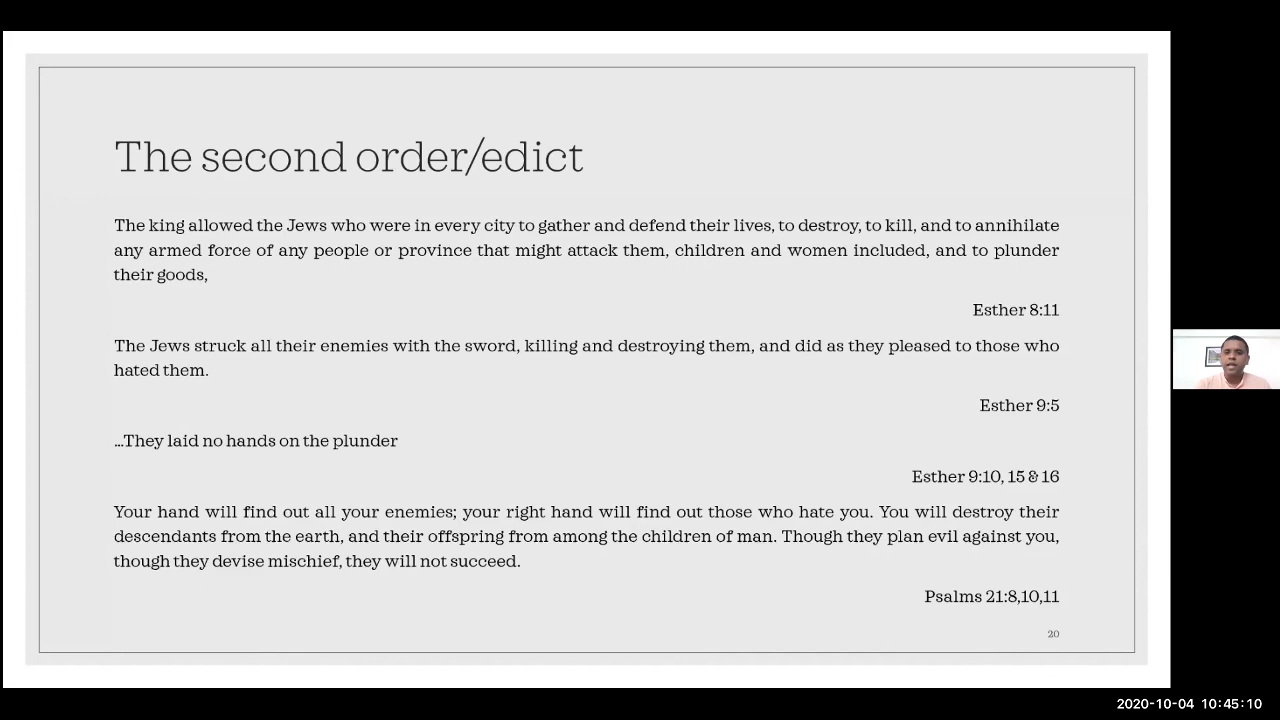 The second order/edict
The king allowed the Jews who were in every city to gather and defend their lives, to destroy, to kill, and to annihilate
any armed force of any people or province that might attack them, children and women included, and to plunder
their goods,
Esther 8:11
The Jews struck all their enemies with the sword, killing and destroying them, and did as they pleased to those who
hated them.
Esther 9:5
…They laid no hands on the plunder
Esther 9:10, 15 & 16
Your hand will find out all your enemies; your right hand will find out those who hate you. You will destroy their
descendants from the earth, and their offspring from among the children of man. Though they plan evil against you,
though they devise mischief, they will not succeed.
Psalms 21:8,10,11
20
2020-10-04 10:45:10